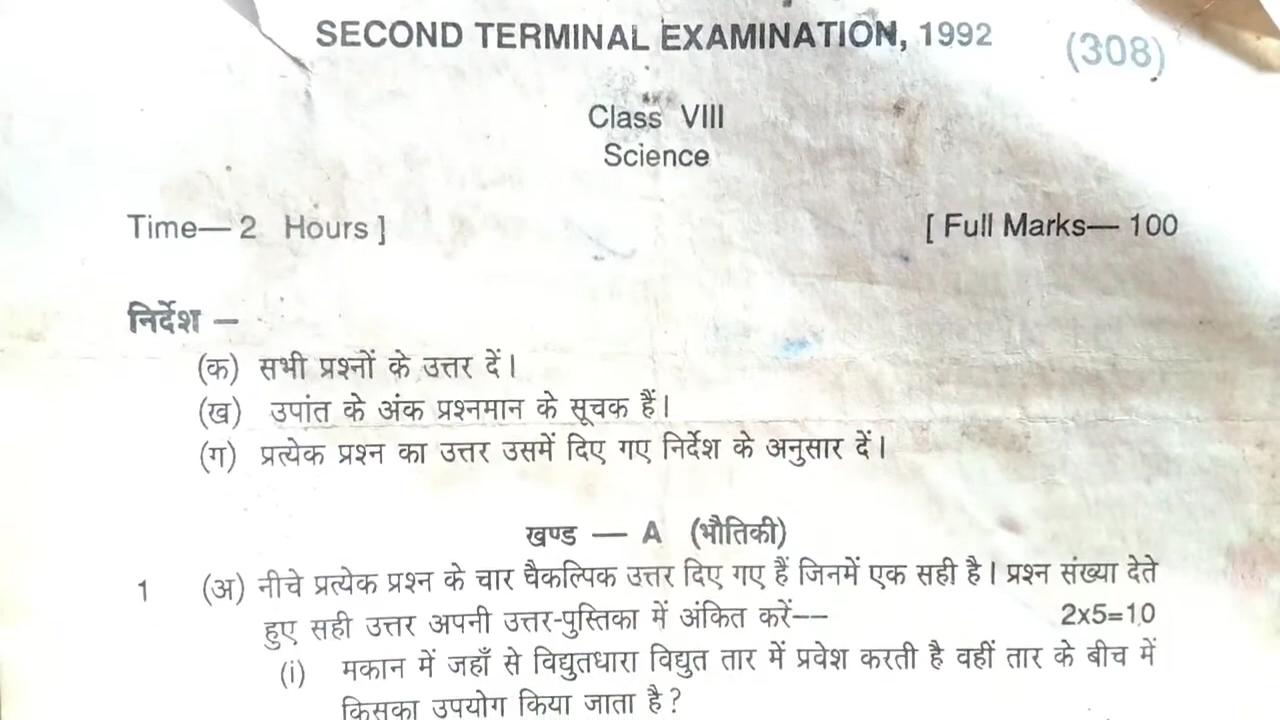 SECOND TERMINAL EXAMINATION, 1992
(308)
Class VIII
Science
Time— 2 Hours ]
[ Full Marks— 100
निर्देश —
(क) सभी प्रश्नों के उत्तर दें।
(ख) उपांत के अंक प्रश्नमान के सूचक हैं।
(ग) प्रत्येक प्रश्न का उत्तर उसमें दिए गए निर्देश के अनुसार दें।
खण्ड — A (भौतिकी)
1 (अ) नीचे प्रत्येक प्रश्न के चार वैकल्पिक उत्तर दिए गए हैं जिनमें एक सही है। प्रश्न संख्या देते
हुए सही उत्तर अपनी उत्तर-पुस्तिका में अंकित करें—– 2x5=10
(i) मकान में जहाँ से विद्युतधारा विद्युत तार में प्रवेश करती है वहीं तार के बीच में
किसका उपयोग किया जाता है?